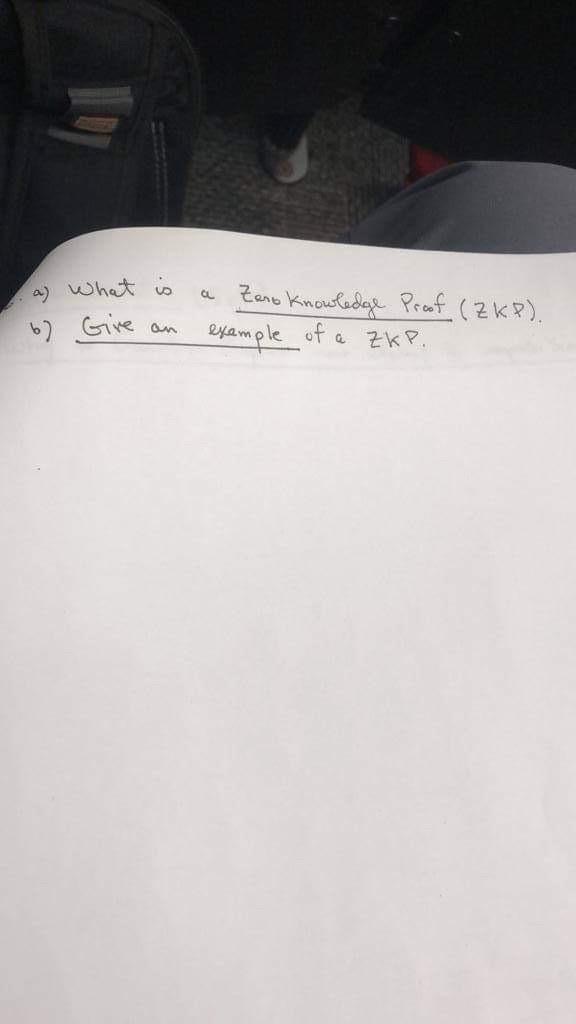 a) What is a Zero Knowledge Proof (ZKP).
b) Give an example of a ZKP.